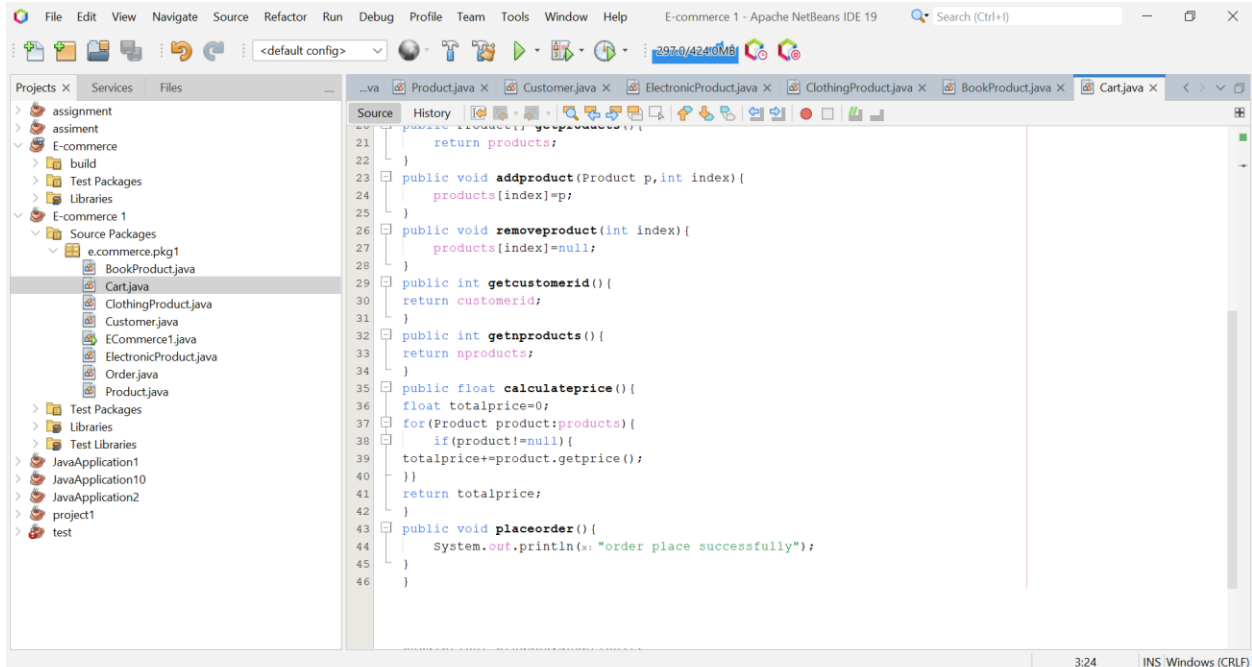 File Edit View Navigate Source Refactor Run Debug Profile Team Tools Window Help E-commerce 1 - Apache NetBeans IDE 19 Search (Ctrl+I)
<default config> 297.0/424.0MB
Projects Services Files
...va Product.java ElectronicProduct.java Customer.java ClothingProduct.java BookProduct.java Cart.java
Source History
assignment
assiment
E-commerce
build
Test Packages
Libraries
E-commerce 1
Source Packages
e.commerce.pkg1
BookProduct.java
Cart.java
ClothingProduct.java
Customer.java
ECommerce1.java
ElectronicProduct.java
Order.java
Product.java
Test Packages
Libraries
Test Libraries
JavaApplication1
JavaApplication10
JavaApplication2
project1
test
20 public Product[] getproducts(){
21 return products;
22 }
23 public void addproduct(Product p,int index){
24 products[index]=p;
25 }
26 public void removeproduct(int index){
27 products[index]=null;
28 }
29 public int getcustomerid(){
30 return customerid;
31 }
32 public int getnproducts(){
33 return nproducts;
34 }
35 public float calculateprice(){
36 float totalprice=0;
37 for(Product product:products){
38 if(product!=null){
39 totalprice+=product.getprice();
40 }}
41 return totalprice;
42 }
43 public void placeorder(){
44 System.out.println(x: "order place successfully");
45 }
46 }
3:24 INS Windows (CRLF)